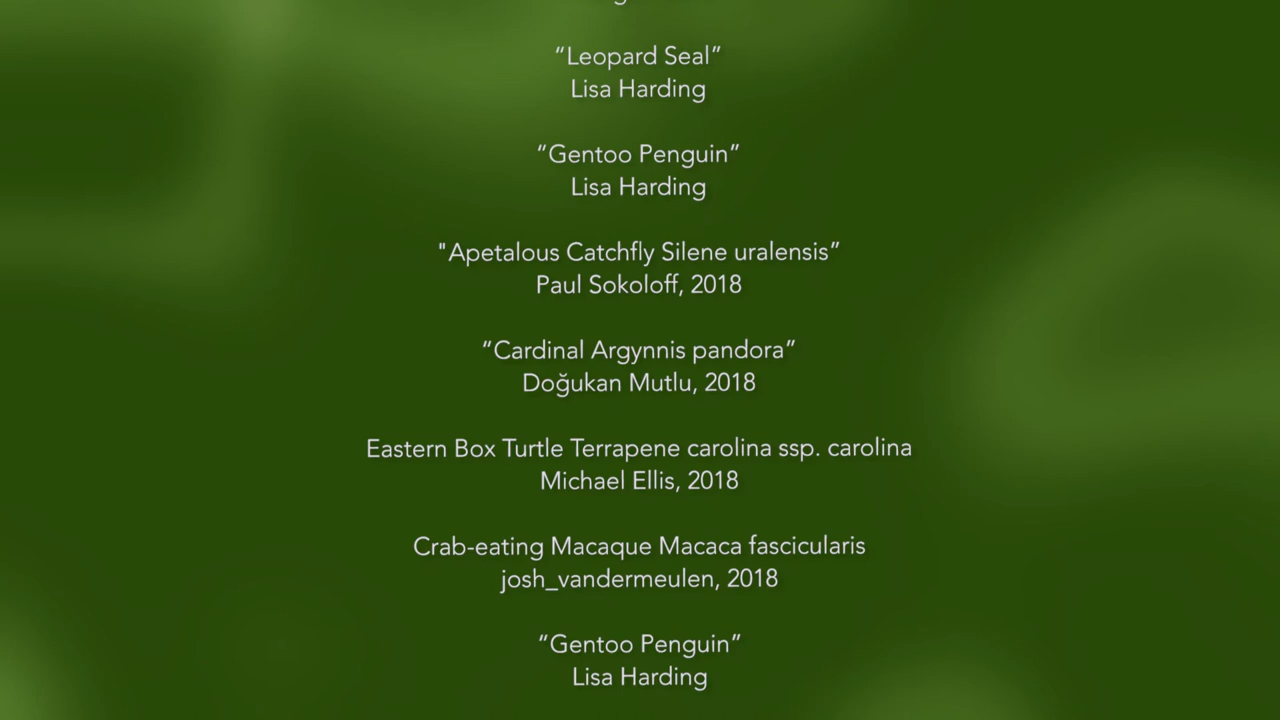 “Leopard Seal”
Lisa Harding
“Gentoo Penguin”
Lisa Harding
"Apetalous Catchfly Silene uralensis”
Paul Sokoloff, 2018
“Cardinal Argynnis pandora”
Doğukan Mutlu, 2018
Eastern Box Turtle Terrapene carolina ssp. carolina
Michael Ellis, 2018
Crab-eating Macaque Macaca fascicularis
josh_vandermeulen, 2018
“Gentoo Penguin”
Lisa Harding